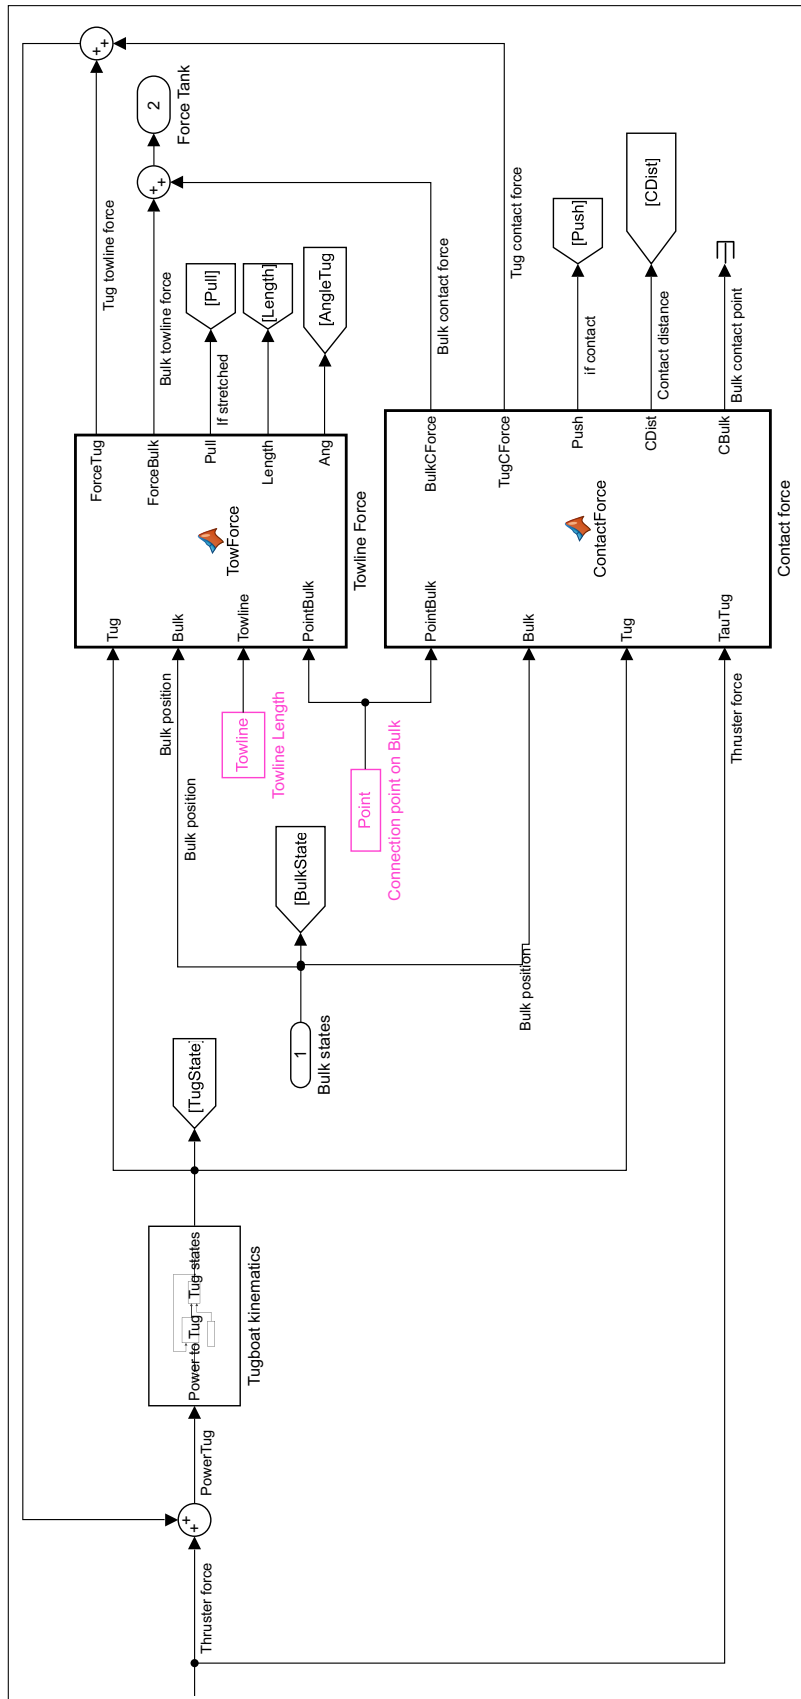 Thruster force
+
+
PowerTug
Power to Tug
Tug states
Tugboat kinematics
[TugState]
1
Bulk states
[BulkState
Bulk position
Bulk position
Bulk position
Towline
Towline Length
Point
Connection point on Bulk
Thruster force
Tug
Bulk
Towline
PointBulk
TowForce
ForceTug
ForceBulk
Pull
Length
Ang
Towline Force
PointBulk
Bulk
Tug
TauTug
ContactForce
BulkCForce
TugCForce
Push
CDist
CBulk
Contact force
Tug towline force
Bulk towline force
If stretched
[Pull]
[Length]
[AngleTug]
Bulk contact force
Tug contact force
if contact
[Push]
Contact distance
[CDist]
Bulk contact point
+
+
2
Force Tank
+
+